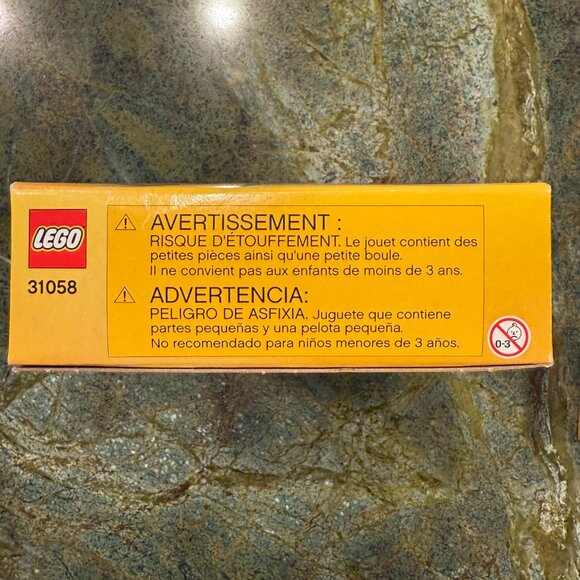 LEGO
31058
AVERTISSEMENT :
RISQUE D'ÉTOUFFEMENT. Le jouet contient des
petites pièces ainsi qu'une petite boule.
Il ne convient pas aux enfants de moins de 3 ans.
ADVERTENCIA:
PELIGRO DE ASFIXIA. Juguete que contiene
partes pequeñas y una pelota pequeña.
No recomendado para niños menores de 3 años.
0-3